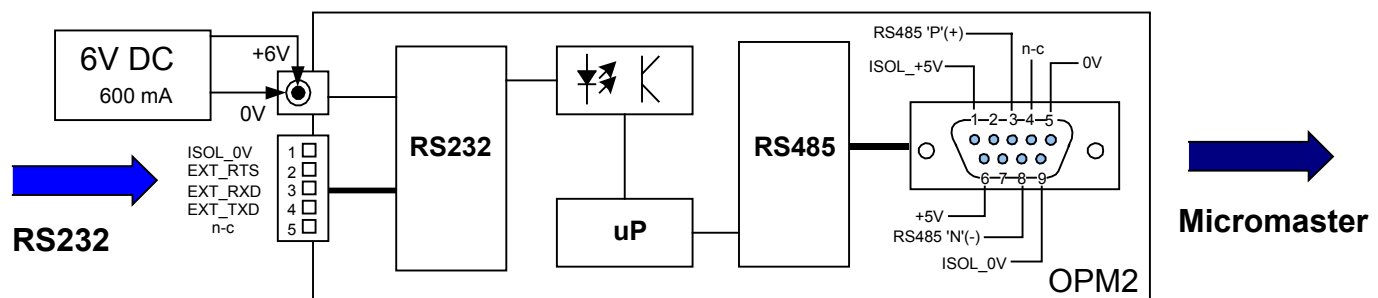 6V DC
600 mA
+6V
0V
RS232
ISOL_0V
EXT_RTS
EXT_RXD
EXT_TXD
n-c
1
2
3
4
5
RS232
uP
RS485
RS485 'P'(+)
n-c
ISOL_+5V
0V
1 2 3 4 5
6 7 8 9
+5V
RS485 'N'(-)
ISOL_0V
OPM2
Micromaster